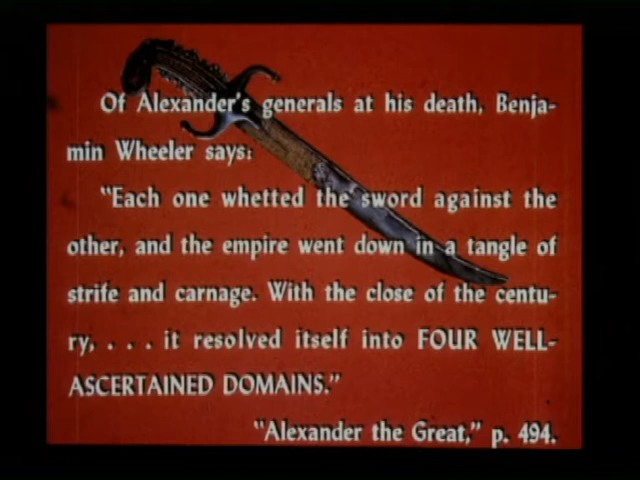 Of Alexander's generals at his death, Benja-
min Wheeler says:
"Each one whetted the sword against the
other, and the empire went down in a tangle of
strife and carnage. With the close of the centu-
ry, . . . it resolved itself into FOUR WELL-
ASCERTAINED DOMAINS."
"Alexander the Great," p. 494.